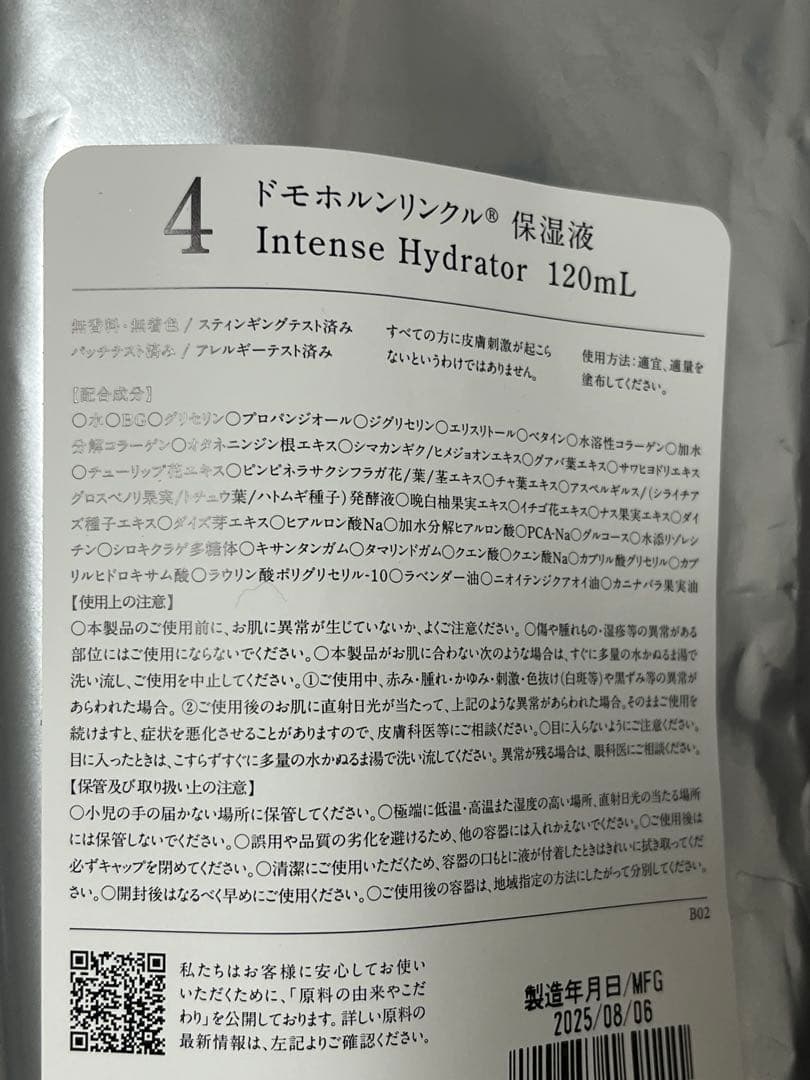 4
ドモホルンリンクル® 保湿液
Intense Hydrator 120mL
無香料・無着色 / スティンギングテスト済み
パッチテスト済み / アレルギーテスト済み
すべての方に皮膚刺激が起こら
ないというわけではありません。
使用方法:適宜、適量を
塗布してください。
【配合成分】
○水○BG○グリセリン○プロパンジオール○ジグリセリン○エリスリトール○ベタイン○水溶性コラーゲン○加水
分解コラーゲン○オタネニンジン根エキス○シマカンギク/ヒメジョオンエキス○グアバ葉エキス○サワヒヨドリエキス
○チューリップ花エキス○ピンピネラサクシフラガ花/葉/茎エキス○チャ葉エキス○アスペルギルス/(シライチア
グロスベノリ果実/トチュウ葉/ハトムギ種子)発酵液○晩白柚果実エキス○イチゴ花エキス○ナス果実エキス○ダイ
ズ種子エキス○ダイズ芽エキス○ヒアルロン酸Na○加水分解ヒアルロン酸○PCA-Na○グルコース○水添リゾレシ
チン○シロキクラゲ多糖体○キサンタンガム○タマリンドガム○クエン酸○クエン酸Na○カプリル酸グリセリル○カプ
リルヒドロキサム酸○ラウリン酸ポリグリセリル-10○ラベンダー油○ニオイテンジクアオイ油○カニナバラ果実油
【使用上の注意】
○本製品のご使用前に、お肌に異常が生じていないか、よくご注意ください。○傷や腫れもの・湿疹等の異常がある
部位にはご使用にならないでください。○本製品がお肌に合わない次のような場合は、すぐに多量の水かぬるま湯で
洗い流し、ご使用を中止してください。①ご使用中、赤み・腫れ・かゆみ・刺激・色抜け(白斑等)や黒ずみ等の異常が
あらわれた場合。②ご使用後のお肌に直射日光が当たって、上記のような異常があらわれた場合。そのままご使用を
続けますと、症状を悪化させることがありますので、皮膚科医等にご相談ください。○目に入らないようにご注意ください。
目に入ったときは、こすらずすぐに多量の水かぬるま湯で洗い流してください。異常が残る場合は、眼科医にご相談ください。
【保管及び取り扱い上の注意】
○小児の手の届かない場所に保管してください。○極端に低温・高温また湿度の高い場所、直射日光の当たる場所
には保管しないでください。○誤用や品質の劣化を避けるため、他の容器には入れかえないでください。○ご使用後は
必ずキャップを閉めてください。○清潔にご使用いただくため、容器の口もとに液が付着したときはきれいに拭き取ってくだ
さい。○開封後はなるべく早めにご使用ください。○ご使用後の容器は、地域指定の方法にしたがって分別してください。
B02
私たちはお客様に安心してお使い
いただくために、「原料の由来やこだ
わり」を公開しております。詳しい原料の
最新情報は、左記よりご確認ください。
製造年月日/MFG
2025/08/06